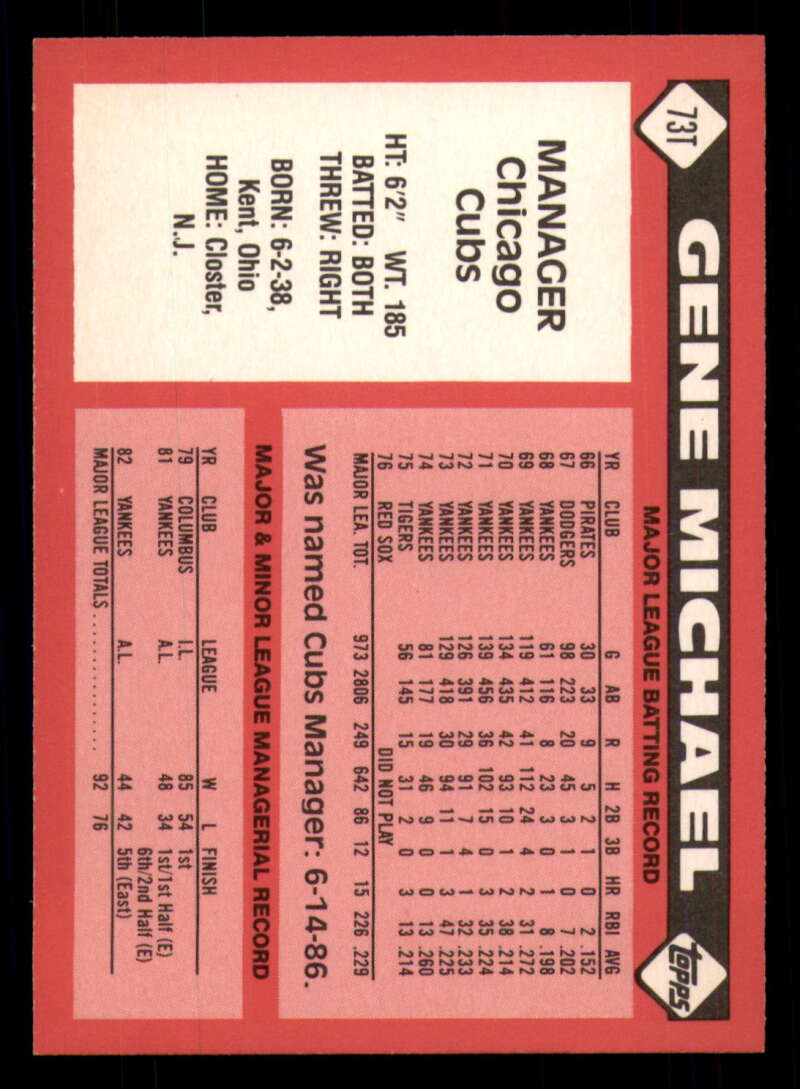 73T
GENE MICHAEL
topps
MANAGER
Chicago
Cubs
HT: 6'2" WT. 185
BATTED: BOTH
THREW: RIGHT
BORN: 6-2-38,
Kent, Ohio
HOME: Closter,
N.J.
MAJOR LEAGUE BATTING RECORD
YR CLUB G AB R H 2B 3B HR RBI AVG
66 PIRATES 30 33 9 5 2 1 0 2 .152
67 DODGERS 98 223 20 45 3 1 0 7 .202
68 YANKEES 61 116 8 23 3 0 1 8 .198
69 YANKEES 119 412 41 112 24 4 2 31 .272
70 YANKEES 134 435 42 93 10 1 2 38 .214
71 YANKEES 139 456 36 102 15 0 3 35 .224
72 YANKEES 126 391 29 91 7 4 1 32 .233
73 YANKEES 129 418 30 94 11 1 3 47 .225
74 YANKEES 81 177 19 46 9 0 0 13 .260
75 TIGERS 56 145 15 31 2 0 3 13 .214
76 RED SOX DID NOT PLAY
MAJOR LEA. TOT. 973 2806 249 642 86 12 15 226 .229
Was named Cubs Manager: 6-14-86.
MAJOR & MINOR LEAGUE MANAGERIAL RECORD
YR CLUB LEAGUE W L FINISH
79 COLUMBUS I.L. 85 54 1st
81 YANKEES A.L. 48 34 1st/1st Half (E)
6th/2nd Half (E)
82 YANKEES A.L. 44 42 5th (East)
MAJOR LEAGUE TOTALS.................. 92 76